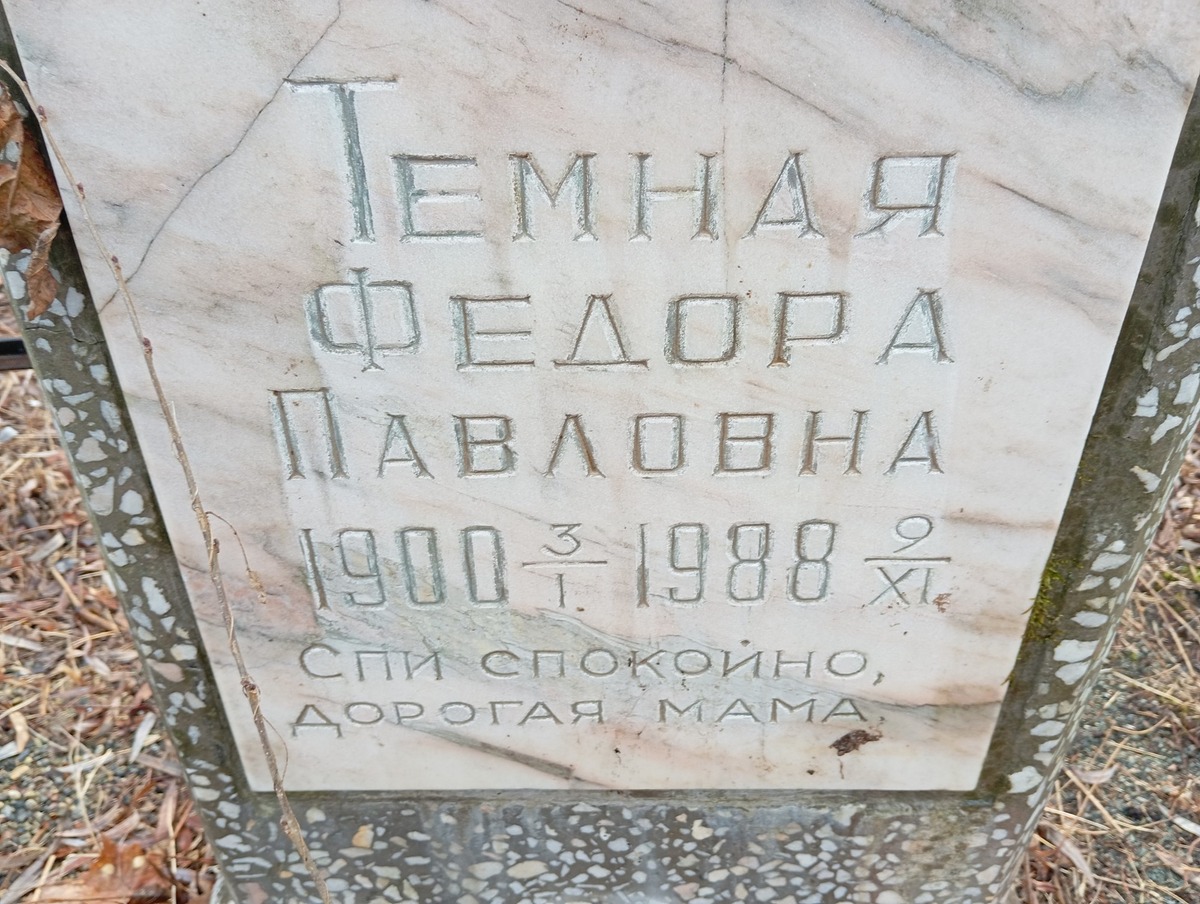 Темная
Федора
Павловна
1900 3/I 1988 9/XI
Спи спокойно,
дорогая мама.